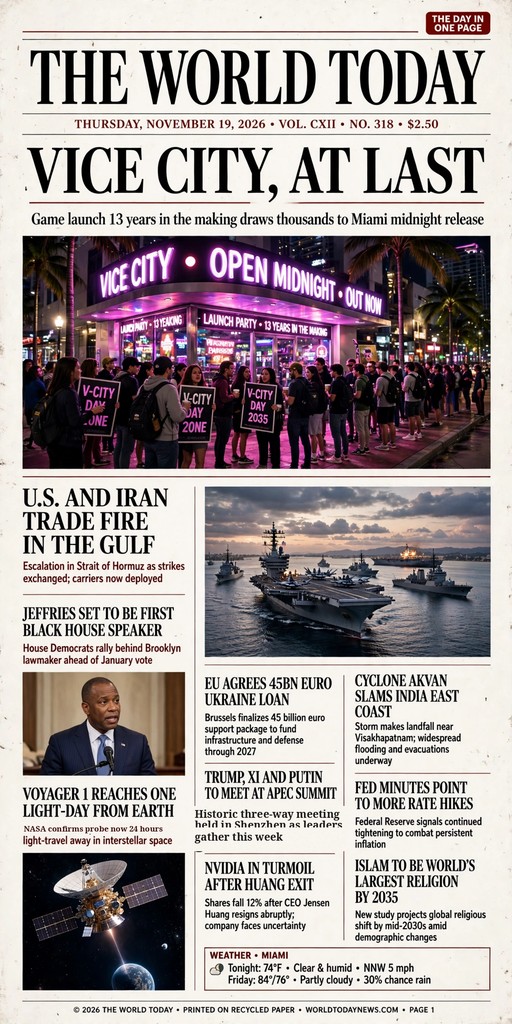 THE DAY IN
ONE PAGE
THE WORLD TODAY
THURSDAY, NOVEMBER 19, 2026 • VOL. CXII • NO. 318 • $2.50
VICE CITY, AT LAST
Game launch 13 years in the making draws thousands to Miami midnight release
VICE CITY • OPEN MIDNIGHT • OUT NOW
LAUNCH PARTY • 13 YEAKING
LAUNCH PARTY • 13 YEARS IN THE MAKING
V-CITY
DAY
ZONE
V-CITY
DAY
ZONE
V-CITY
DAY
2035
U.S. AND IRAN
TRADE FIRE
IN THE GULF
Escalation in Strait of Hormuz as strikes
exchanged; carriers now deployed
JEFFRIES SET TO BE FIRST
BLACK HOUSE SPEAKER
House Democrats rally behind Brooklyn
lawmaker ahead of January vote
VOYAGER 1 REACHES ONE
LIGHT-DAY FROM EARTH
NASA confirms probe now 24 hours
light-travel away in interstellar space
EU AGREES 45BN EURO
UKRAINE LOAN
Brussels finalizes 45 billion euro
support package to fund
infrastructure and defense
through 2027
TRUMP, XI AND PUTIN
TO MEET AT APEC SUMMIT
Historic three-way meeting
held in Shenzhen as leaders
gather this week
NVIDIA IN TURMOIL
AFTER HUANG EXIT
Shares fall 12% after CEO Jensen
Huang resigns abruptly;
company faces uncertainty
CYCLONE AKVAN
SLAMS INDIA EAST
COAST
Storm makes landfall near
Visakhapatnam; widespread
flooding and evacuations
underway
FED MINUTES POINT
TO MORE RATE HIKES
Federal Reserve signals continued
tightening to combat persistent
inflation
ISLAM TO BE WORLD'S
LARGEST RELIGION
BY 2035
New study projects global religious
shift by mid-2030s amid
demographic changes
WEATHER • MIAMI
Tonight: 74°F • Clear & humid • NNW 5 mph
Friday: 84°/76° • Partly cloudy • 30% chance rain
© 2026 THE WORLD TODAY • PRINTED ON RECYCLED PAPER • WORLDTODAYNEWS.COM • PAGE 1